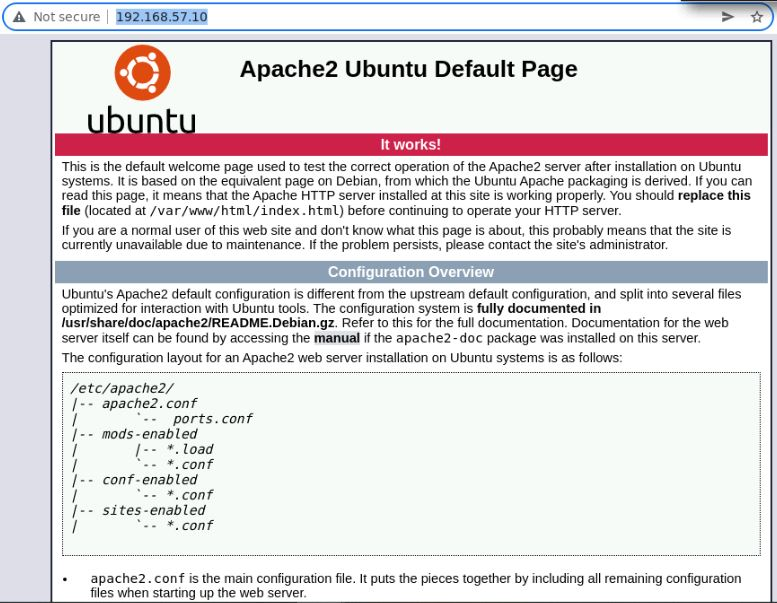 Not secure | 192.168.57.10
ubuntu
Apache2 Ubuntu Default Page
It works!
This is the default welcome page used to test the correct operation of the Apache2 server after installation on Ubuntu
systems. It is based on the equivalent page on Debian, from which the Ubuntu Apache packaging is derived. If you can
read this page, it means that the Apache HTTP server installed at this site is working properly. You should replace this
file (located at /var/www/html/index.html) before continuing to operate your HTTP server.
If you are a normal user of this web site and don't know what this page is about, this probably means that the site is
currently unavailable due to maintenance. If the problem persists, please contact the site's administrator.
Configuration Overview
Ubuntu's Apache2 default configuration is different from the upstream default configuration, and split into several files
optimized for interaction with Ubuntu tools. The configuration system is fully documented in
/usr/share/doc/apache2/README.Debian.gz. Refer to this for the full documentation. Documentation for the web
server itself can be found by accessing the manual if the apache2-doc package was installed on this server.
The configuration layout for an Apache2 web server installation on Ubuntu systems is as follows:
/etc/apache2/
|-- apache2.conf
|       `--  ports.conf
|-- mods-enabled
|       |-- *.load
|       `-- *.conf
|-- conf-enabled
|       `-- *.conf
|-- sites-enabled
|       `-- *.conf
• apache2.conf is the main configuration file. It puts the pieces together by including all remaining configuration
files when starting up the web server.